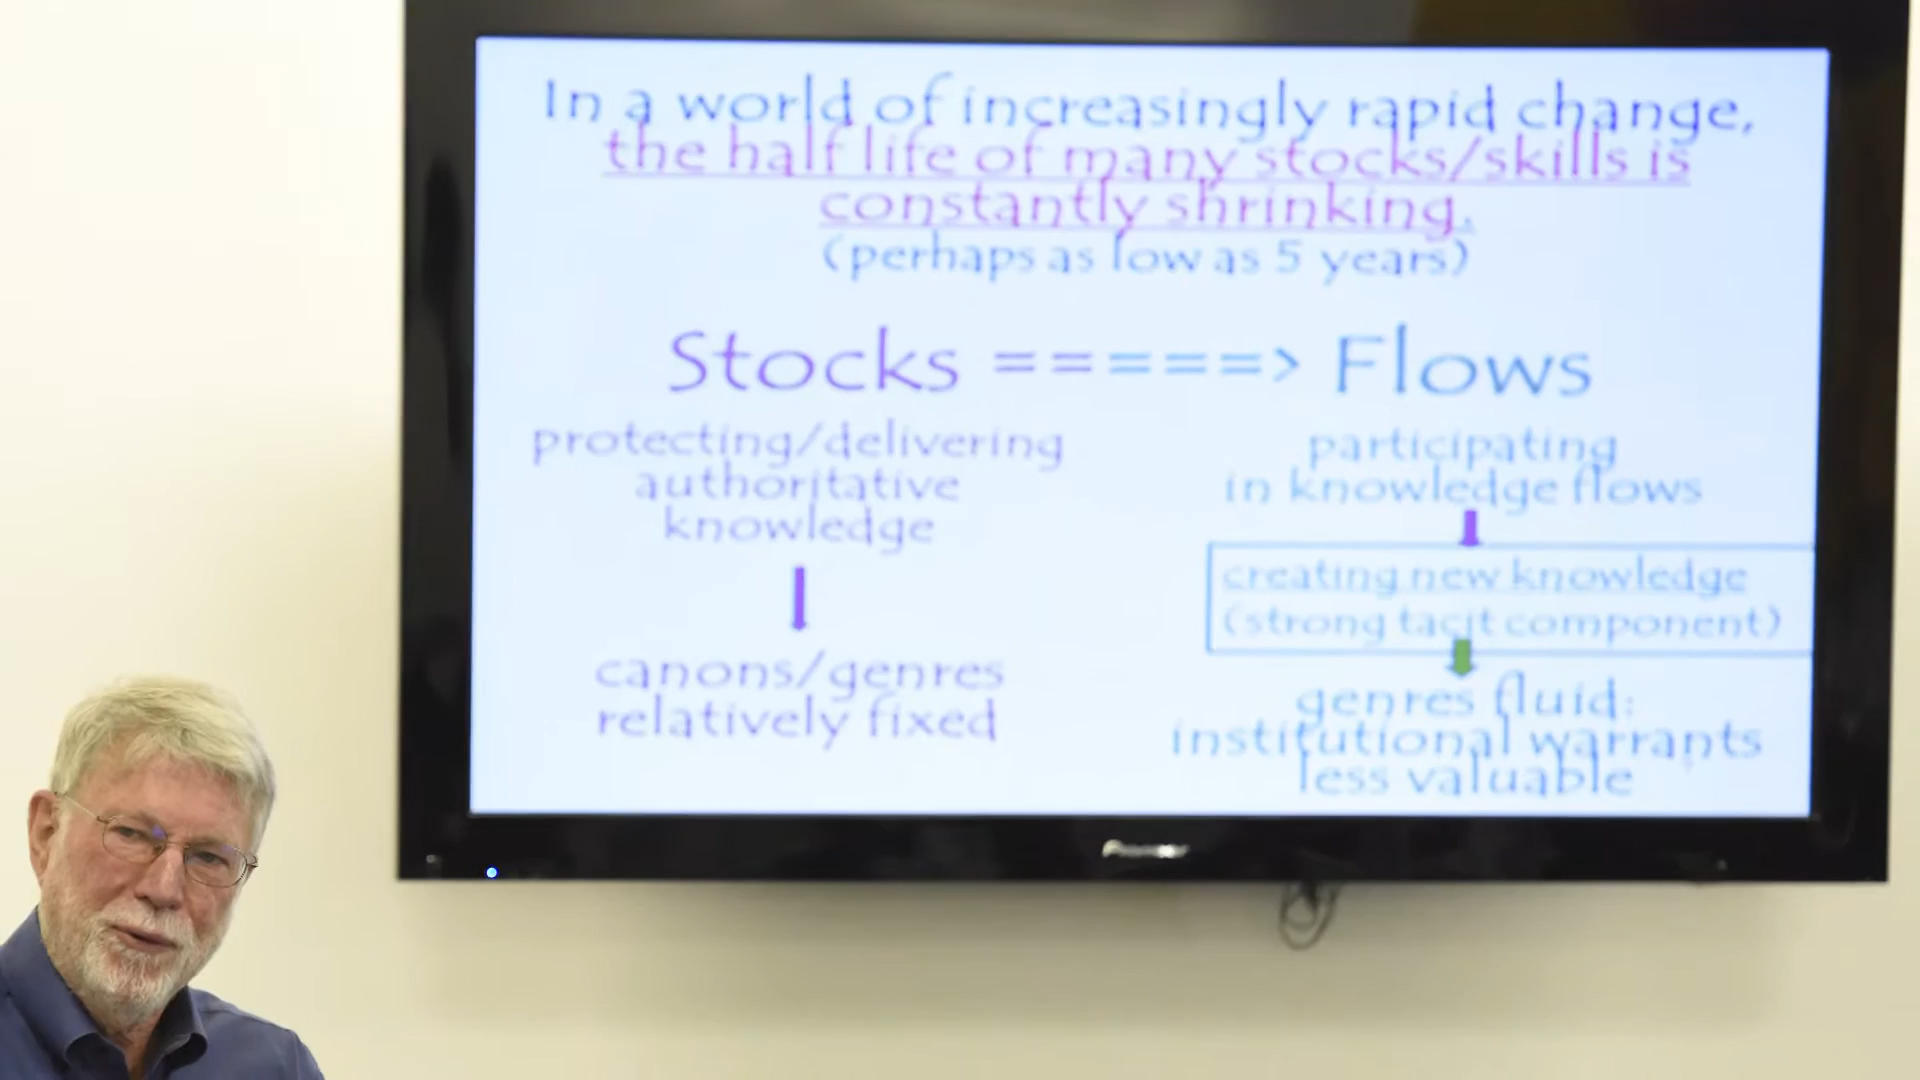 In a world of increasingly rapid change,
the half life of many stocks/skills is
constantly shrinking.
(perhaps as low as 5 years)
Stocks =====> Flows
protecting/delivering
authoritative
knowledge
canons/genres
relatively fixed
participating
in knowledge flows
creating new knowledge
(strong tacit component)
genres fluid:
institutional warrants
less valuable
Pioneer